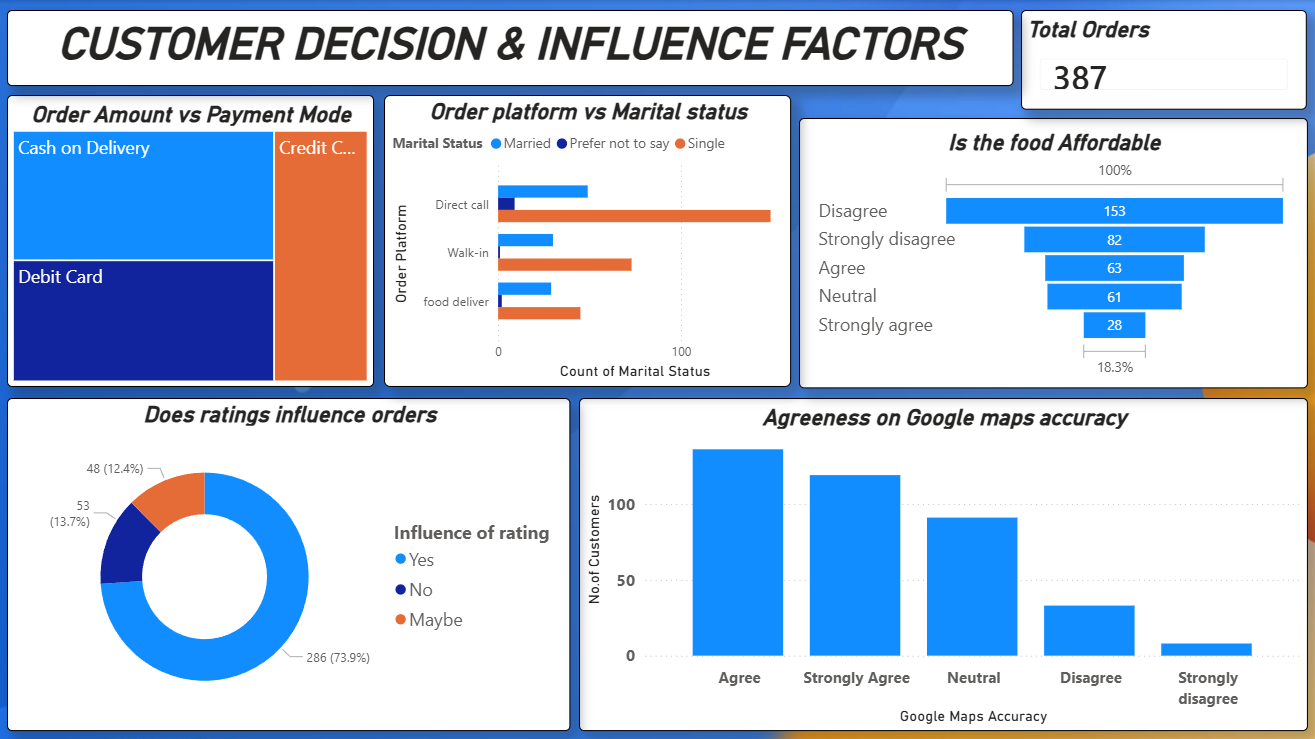 CUSTOMER DECISION & INFLUENCE FACTORS
Total Orders
387
Order Amount vs Payment Mode
Cash on Delivery
Credit C...
Debit Card
Order platform vs Marital status
Marital Status Married Prefer not to say Single
Order Platform
Direct call
Walk-in
food deliver
0 100
Count of Marital Status
Is the food Affordable
100%
Disagree 153
Strongly disagree 82
Agree 63
Neutral 61
Strongly agree 28
18.3%
Does ratings influence orders
48 (12.4%)
53
(13.7%)
286 (73.9%)
Influence of rating
Yes
No
Maybe
Agreeness on Google maps accuracy
No.of Customers
100
50
0
Agree Strongly Agree Neutral Disagree Strongly
disagree
Google Maps Accuracy